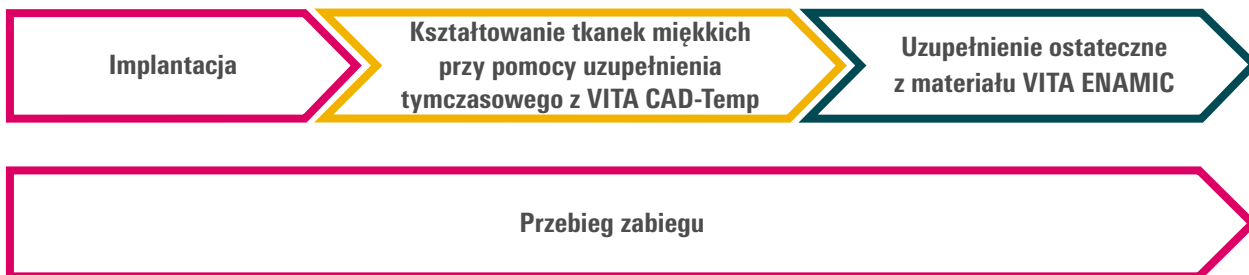 Implantacja
Kształtowanie tkanek miękkich
przy pomocy uzupełnienia
tymczasowego z VITA CAD-Temp
Uzupełnienie ostateczne
z materiału VITA ENAMIC
Przebieg zabiegu